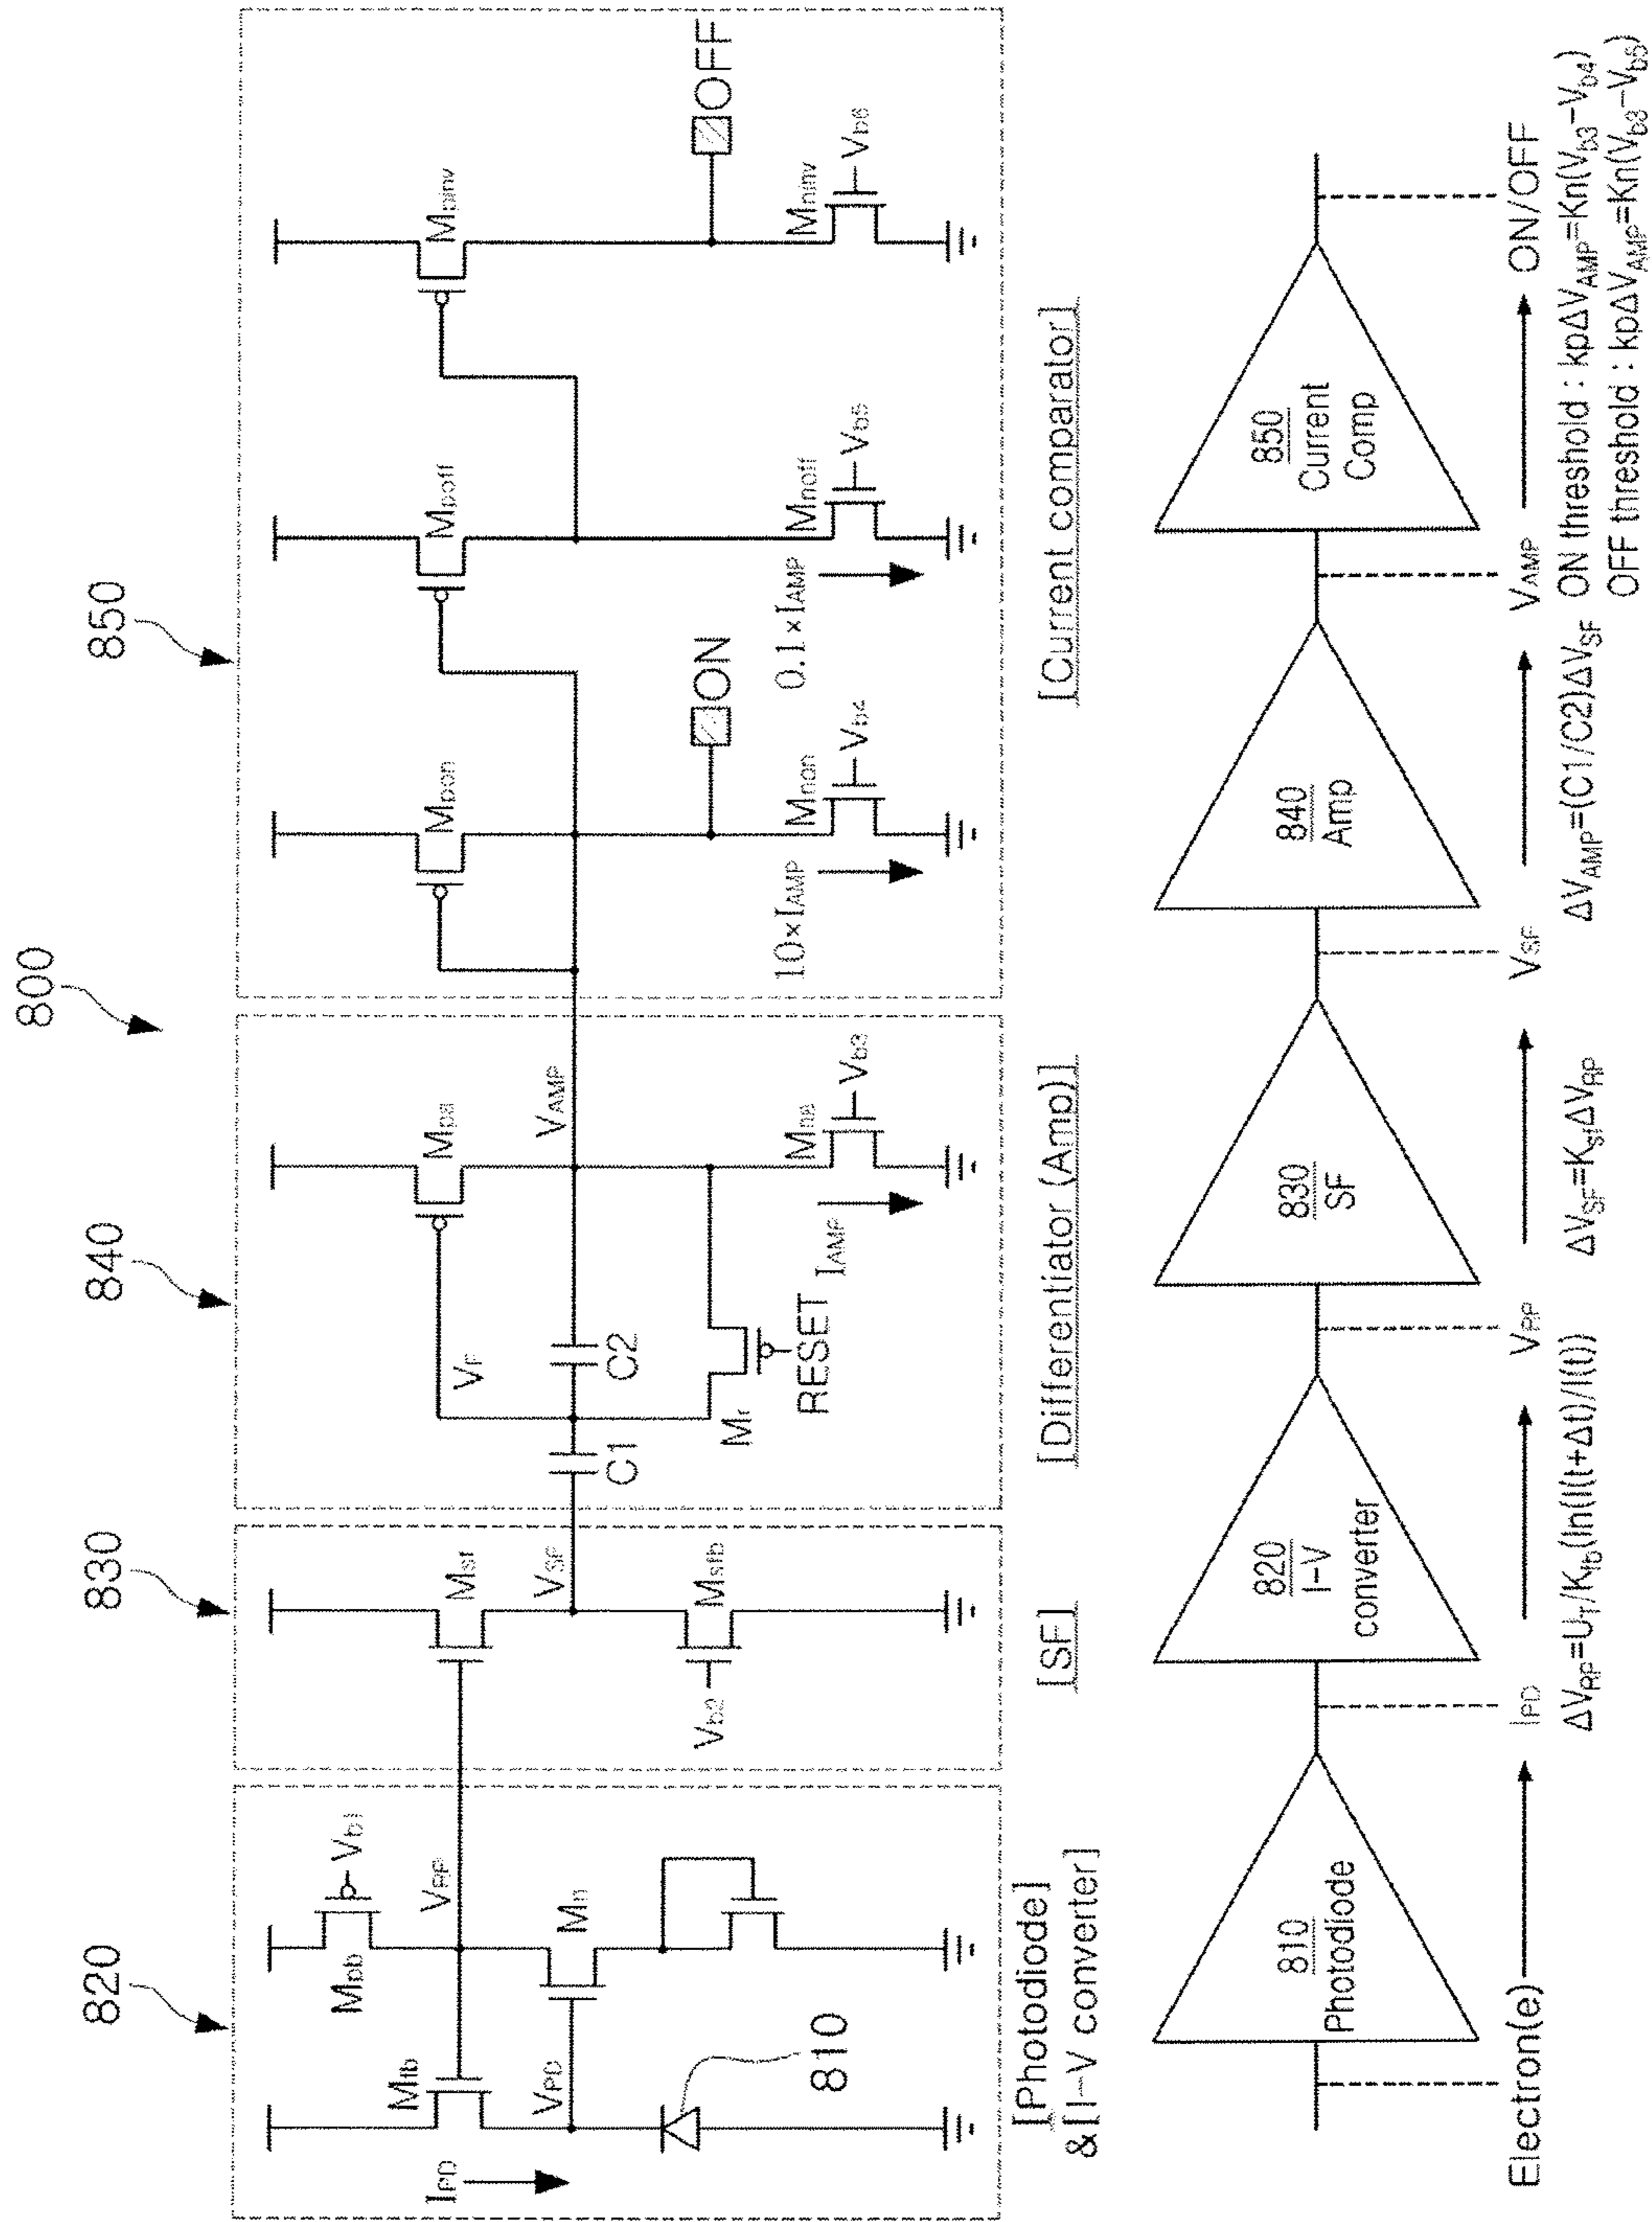 800
820
830
840
850
Mfb
Mpb
Vb1
VRP
IPD
VPD
Mn
810
Msf
VSF
Vb2
Msfb
C1
C2
VF
Mr
RESET
Mpa
VAMP
Mna
Vb3
IAMP
Mpon
ON
Mnon
Vb4
10×IAMP
Mpoff
Mnoff
Vb5
0.1×IAMP
Mpinv
OFF
Mninv
Vb6
[Photodiode]
&[I-V converter]
[SF]
[Differentiator (Amp)]
[Current comparator]
810
Photodiode
820
I-V
converter
830
SF
840
Amp
850
Current
Comp
Electron(e)
IPD
VRP
VSF
VAMP
ON/OFF
ΔVRP=UT/Kfb(ln(I(t+Δt)/I(t))
ΔVSF=KsfΔVRP
ΔVAMP=(C1/C2)ΔVSF
ON threshold : kpΔVAMP=Kn(Vb3-Vb4)
OFF threshold : kpΔVAMP=Kn(Vb3-Vb5)